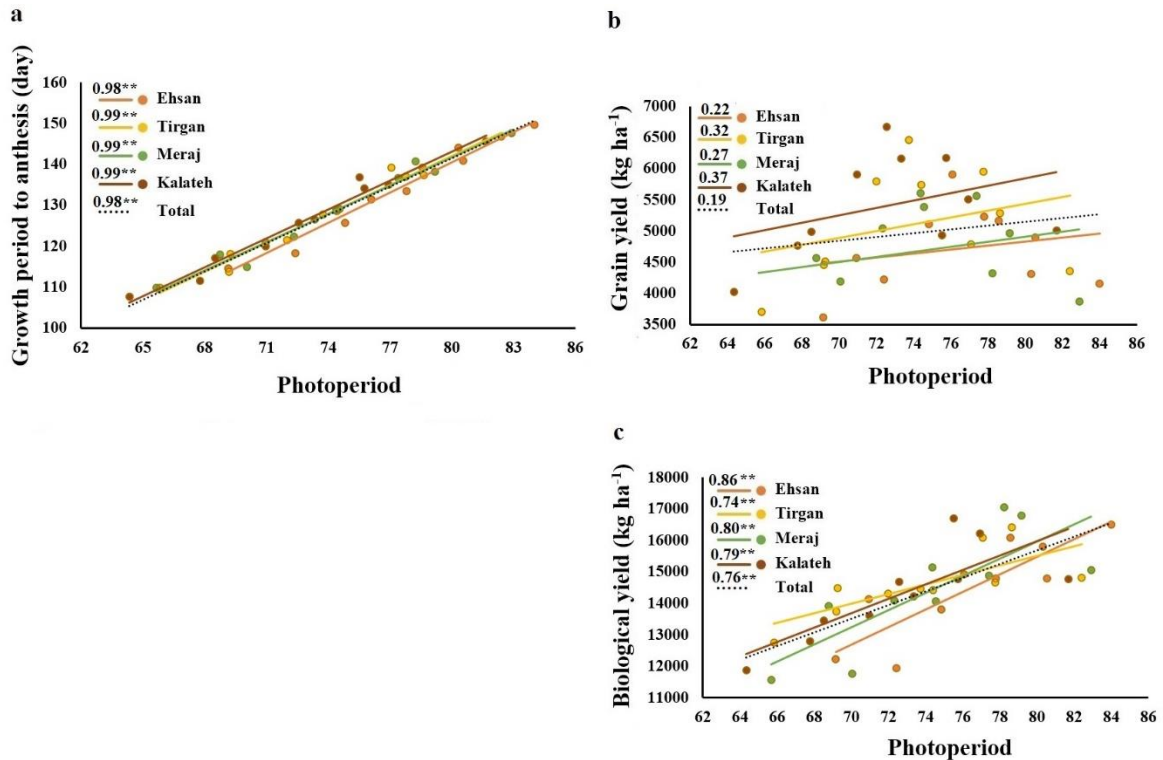 a
Growth period to anthesis (day)
160
150
140
130
120
110
100
0.98** Ehsan
0.99** Tirgan
0.99** Meraj
0.99** Kalateh
0.98** Total
62 65 68 71 74 77 80 83 86
Photoperiod
b
Grain yield (kg ha⁻¹)
7000
6500
6000
5500
5000
4500
4000
3500
0.22 Ehsan
0.32 Tirgan
0.27 Meraj
0.37 Kalateh
0.19 Total
62 64 66 68 70 72 74 76 78 80 82 84 86
Photoperiod
c
Biological yield (kg ha⁻¹)
18000
17000
16000
15000
14000
13000
12000
11000
0.86** Ehsan
0.74** Tirgan
0.80** Meraj
0.79** Kalateh
0.76** Total
62 64 66 68 70 72 74 76 78 80 82 84 86
Photoperiod